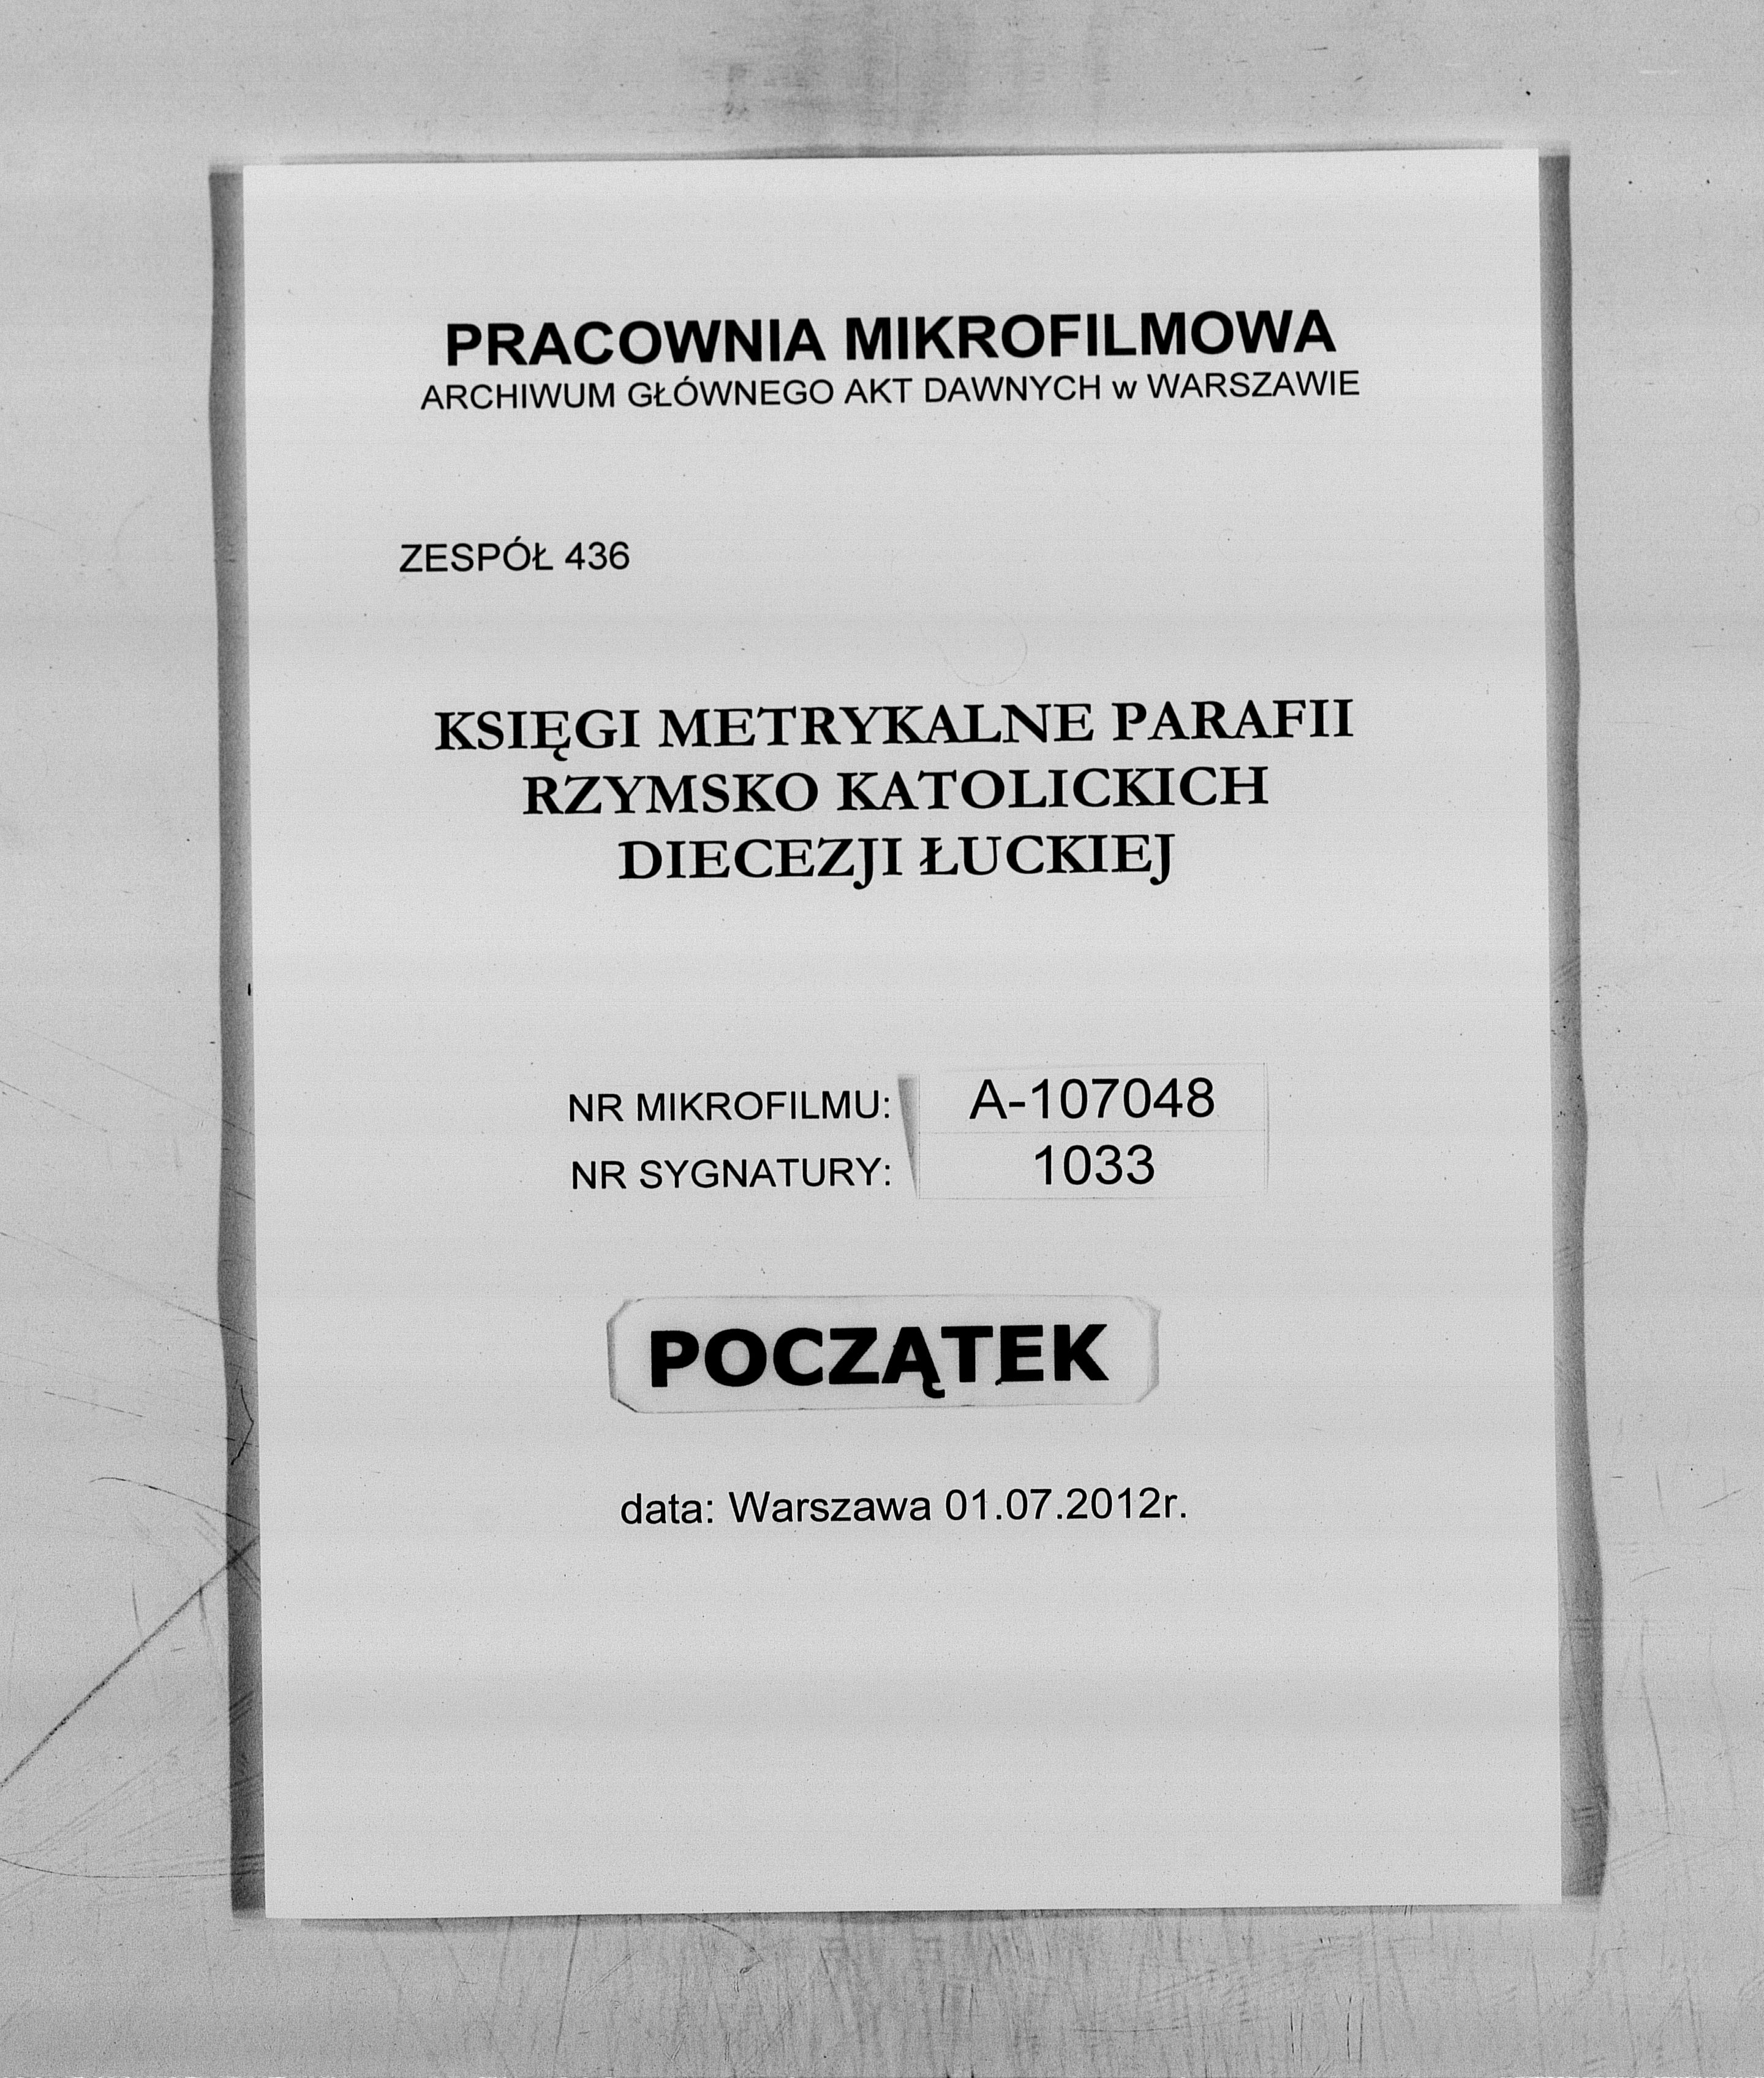 PRACOWNIA MIKROFILMOWA
ARCHIWUM GŁÓWNEGO AKT DAWNYCH w WARSZAWIE
ZESPÓŁ 436
KSIĘGI METRYKALNE PARAFII
RZYMSKO KATOLICKICH
DIECEZJI ŁUCKIEJ
NR MIKROFILMU: A-107048
NR SYGNATURY: 1033
POCZĄTEK
data: Warszawa 01.07.2012r.